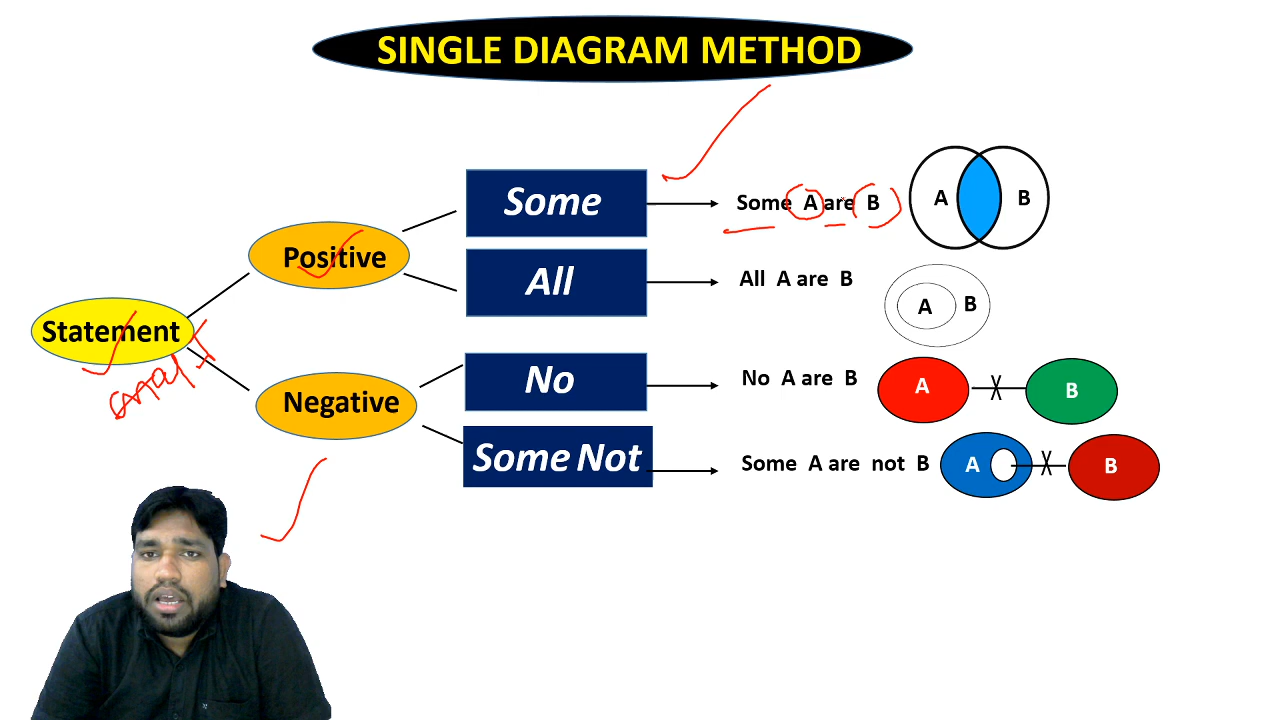 SINGLE DIAGRAM METHOD
Some
Some A are B
A
B
Positive
All
All A are B
A
B
Statement
No
No A are B
A
B
Negative
Some Not
Some A are not B
A
B